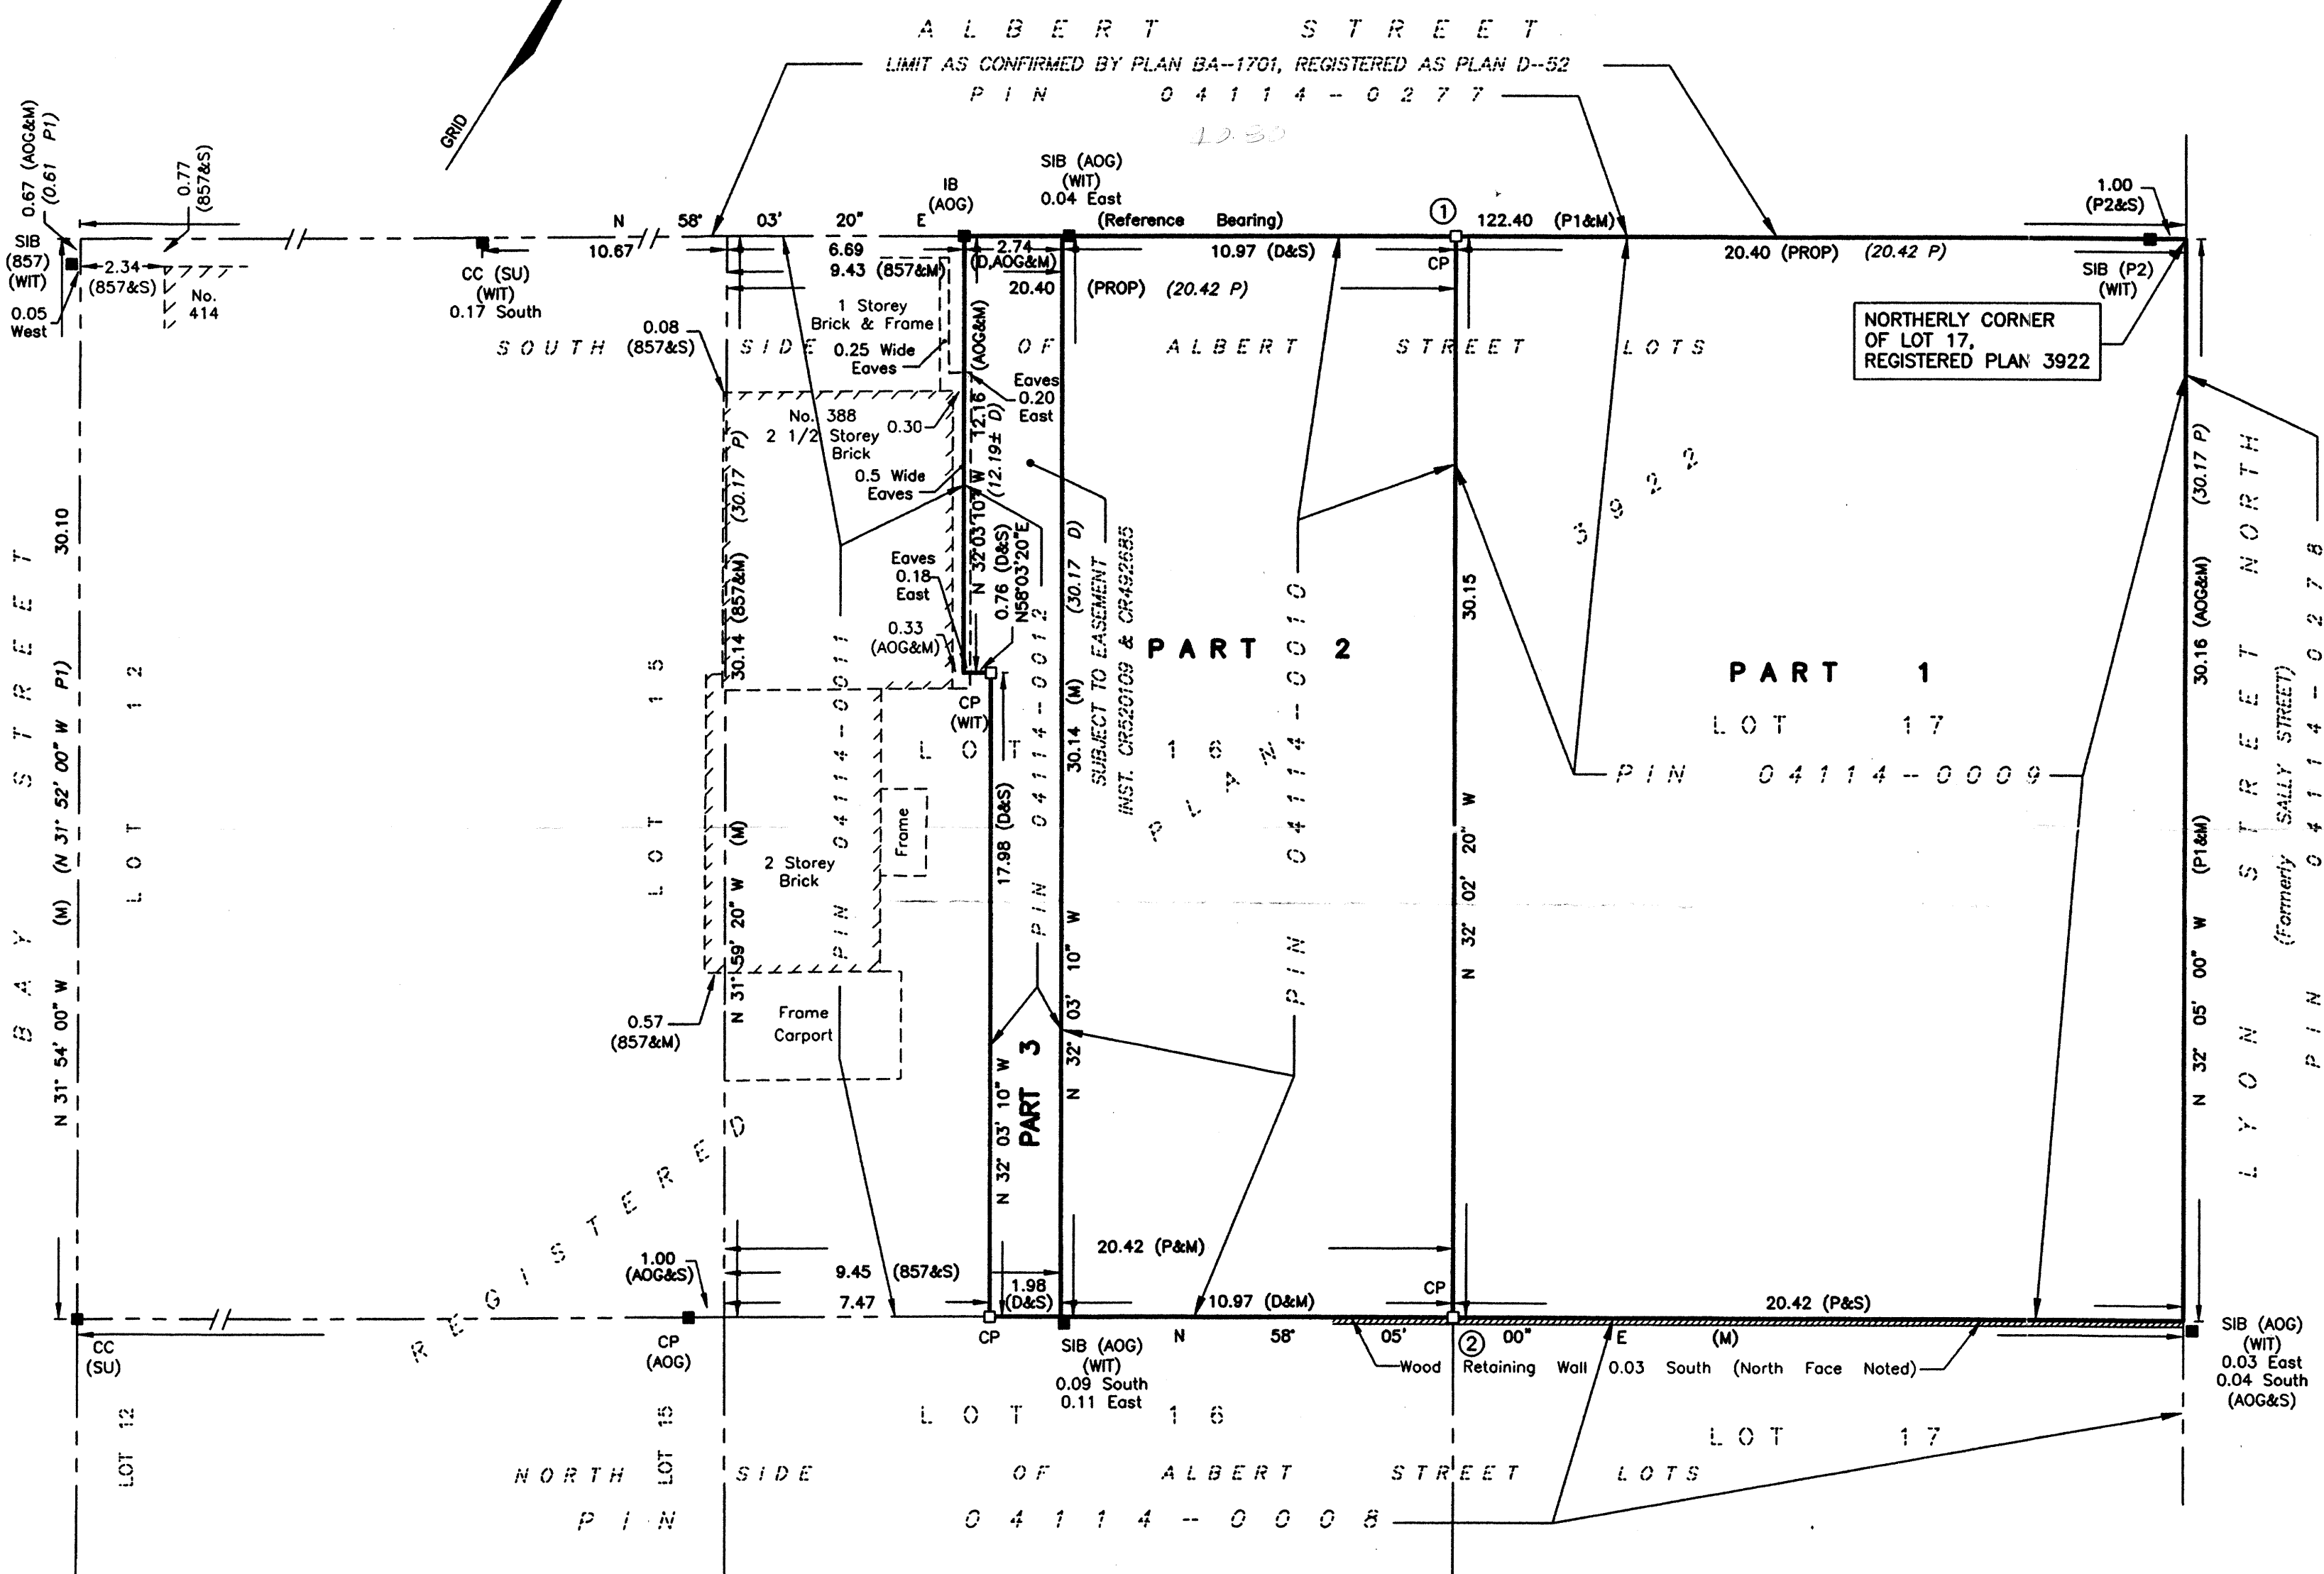 ALBERT STREET
LIMIT AS CONFIRMED BY PLAN BA--1701, REGISTERED AS PLAN D--52
PIN 04114--0277
GRID
0.67 (AOG&M)
(0.61 P1)
0.77
(857&S)
SIB
(857)
(WIT)
0.05
West
2.34
(857&S)
No.
414
CC (SU)
(WIT)
0.17 South
N 58° 03' 20" E
(Reference Bearing)
10.67
6.69
9.43 (857&M)
IB
(AOG)
SIB (AOG)
(WIT)
0.04 East
2.74
(D,AOG&M)
10.97 (D&S)
20.40 (PROP) (20.42 P)
1
CP
122.40 (P1&M)
20.40 (PROP) (20.42 P)
1.00
(P2&S)
SIB (P2)
(WIT)
NORTHERLY CORNER
OF LOT 17,
REGISTERED PLAN 3922
SOUTH SIDE OF ALBERT STREET LOTS
0.08
(857&S)
1 Storey
Brick & Frame
0.25 Wide
Eaves
Eaves
0.20
East
No. 388
2 1/2 Storey
Brick
0.30
0.5 Wide
Eaves
Eaves
0.18
East
0.33
(AOG&M)
N 32°03'10" W 12.16 (AOG&M)
(12.19± D)
0.76 (D&S)
N58°03'20"E
CP
(WIT)
BAY STREET
N 31° 54' 00" W (M) (N 31° 52' 00" W P1) 30.10
LOT 12
LOT 15
N 31° 59' 20" W (M) 30.14 (857&M) (30.17 P)
PIN 04114-011
2 Storey
Brick
Frame
Frame
Carport
0.57
(857&M)
LOT 16
17.98 (D&S)
N 32° 03' 10" W
PART 3
PIN 04114-0012
N 32° 03' 10" W 30.14 (M) (30.17 D)
SUBJECT TO EASEMENT
INST. CR520109 & CR492685
PART 2
PIN 04114-0010
REGISTERED PLAN 3922
N 32° 02' 20" W 30.15
PART 1
LOT 17
PIN 04114--0009
N 32° 05' 00" W (P1&M) 30.16 (AOG&M) (30.17 P)
LYON STREET NORTH
(Formerly SALLY STREET)
PIN 04114-0278
CC
(SU)
1.00
(AOG&S)
CP
(AOG)
9.45 (857&S)
7.47
1.98
(D&S)
CP
20.42 (P&M)
10.97 (D&M)
CP
20.42 (P&S)
SIB (AOG)
(WIT)
0.09 South
0.11 East
N 58° 05' 00" E (M)
2
Wood Retaining Wall 0.03 South (North Face Noted)
SIB (AOG)
(WIT)
0.03 East
0.04 South
(AOG&S)
LOT 12
LOT 15
LOT 16
LOT 17
NORTH SIDE OF ALBERT STREET LOTS
PIN 04114--0008